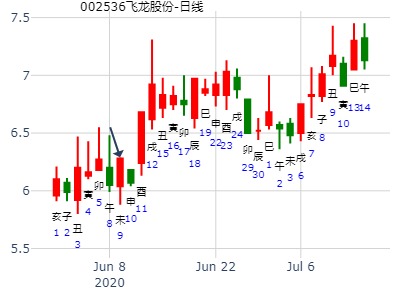 002536飞龙股份-日线
7.5
7
6.5
6
5.5
亥 1
子 2
丑 3
寅 4
卯 5
午 8
未 9
申 10
酉 11
戌 12
丑 15
寅 16
卯 17
辰 18
巳 19
申 22
酉 23
戌 24
卯 29
辰 30
巳 1
午 2
未 3
戌 6
亥 7
子 8
丑 9
寅 10
巳 13
午 14
Jun 8
2020
Jun 22
Jul 6